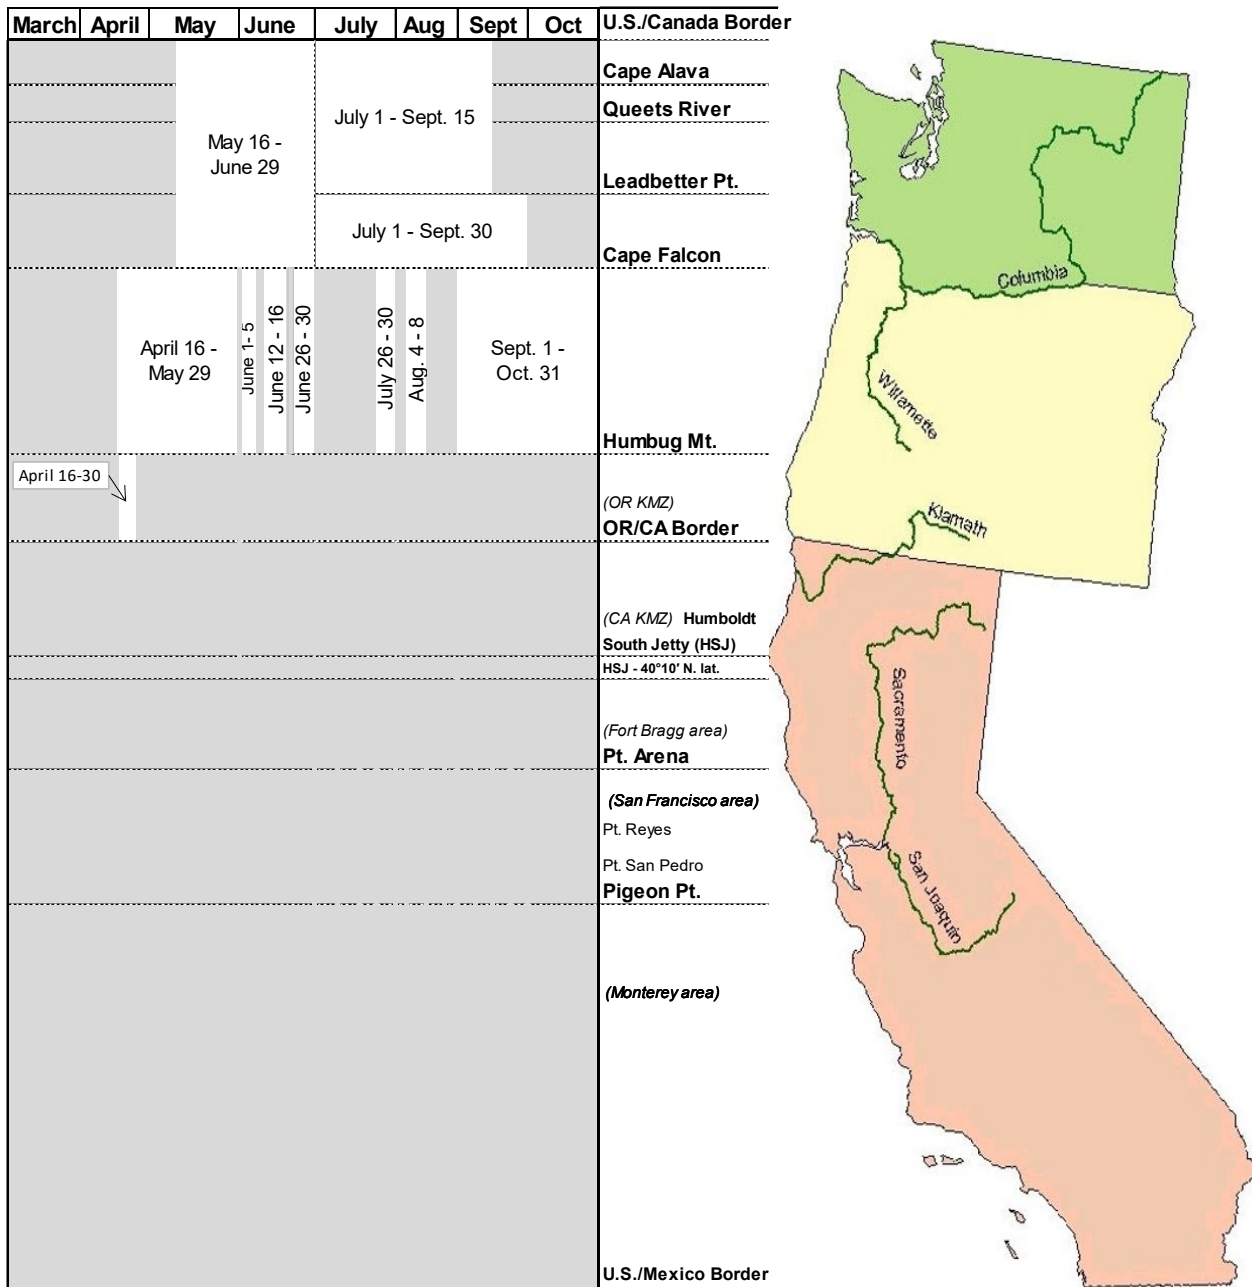 March April May June July Aug Sept Oct
U.S./Canada Border
Cape Alava
Queets River
Leadbetter Pt.
Cape Falcon
Humbug Mt.
(OR KMZ)
OR/CA Border
(CA KMZ) Humboldt
South Jetty (HSJ)
HSJ - 40°10' N. lat.
(Fort Bragg area)
Pt. Arena
(San Francisco area)
Pt. Reyes
Pt. San Pedro
Pigeon Pt.
(Monterey area)
U.S./Mexico Border
May 16 -
June 29
July 1 - Sept. 15
July 1 - Sept. 30
April 16 -
May 29
June 1- 5
June 12 - 16
June 26 - 30
July 26 - 30
Aug. 4 - 8
Sept. 1 -
Oct. 31
April 16-30
Columbia
Willamette
Klamath
Sacramento
San Joaquin